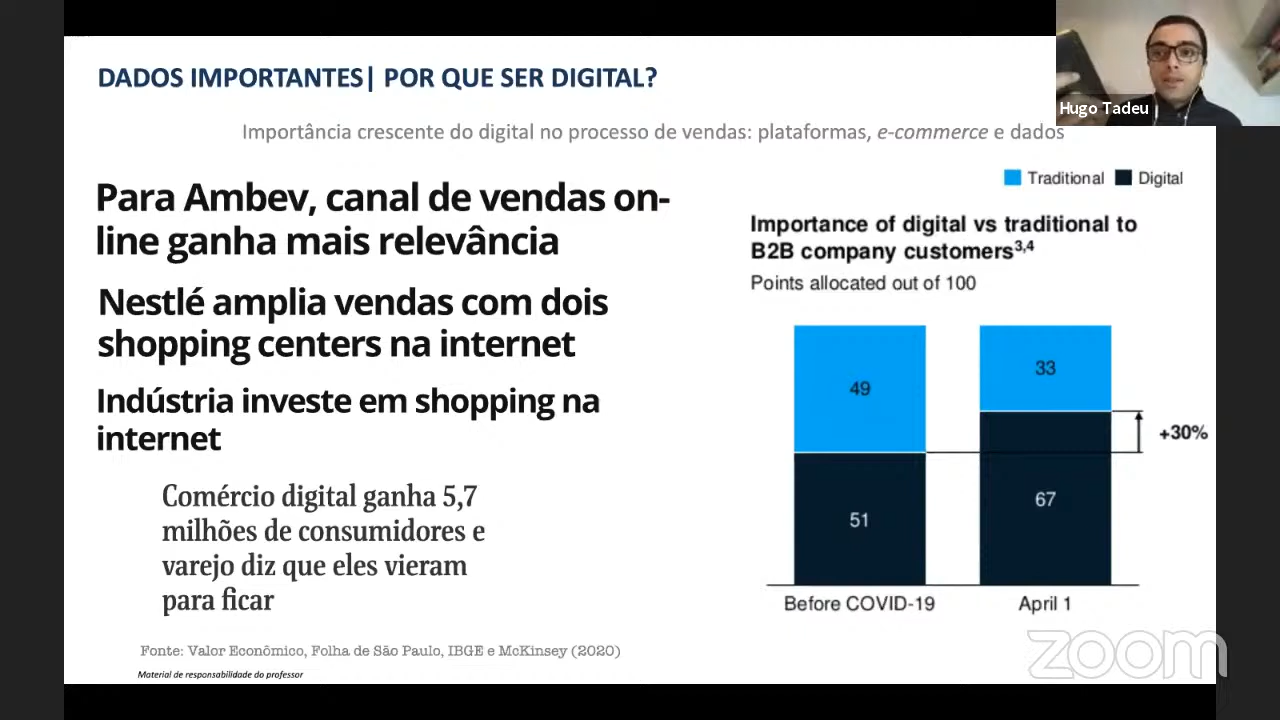 DADOS IMPORTANTES| POR QUE SER DIGITAL?
Hugo Tadeu
Importância crescente do digital no processo de vendas: plataformas, e-commerce e dados
Para Ambev, canal de vendas on-
line ganha mais relevância
Nestlé amplia vendas com dois
shopping centers na internet
Indústria investe em shopping na
internet
Comércio digital ganha 5,7
milhões de consumidores e
varejo diz que eles vieram
para ficar
Traditional Digital
Importance of digital vs traditional to
B2B company customers3,4
Points allocated out of 100
49
33
+30%
51
67
Before COVID-19
April 1
Fonte: Valor Econômico, Folha de São Paulo, IBGE e McKinsey (2020)
Material de responsabilidade do professor
zoom